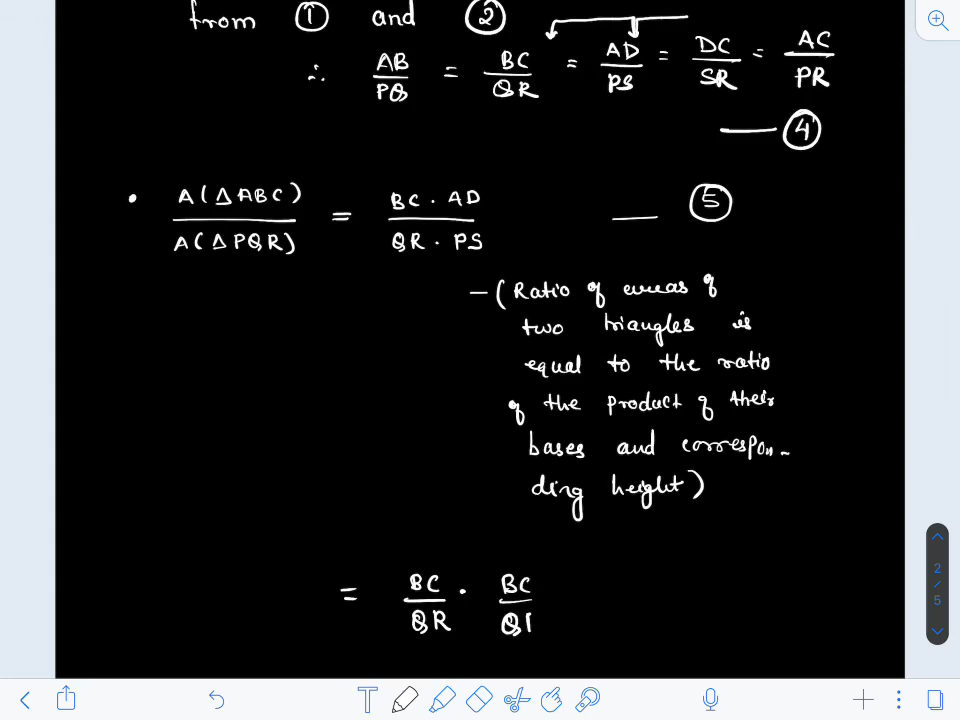 from ① and ②
∴ AB/PQ = BC/QR = AD/PS = DC/SR = AC/PR
— ④
• A(ΔABC)/A(ΔPQR) = BC · AD/QR · PS — ⑤
— (Ratio of areas of
two triangles is
equal to the ratio
of the product of their
bases and correspon-
ding height)
= BC/QR · BC/Q
2
/
5
T